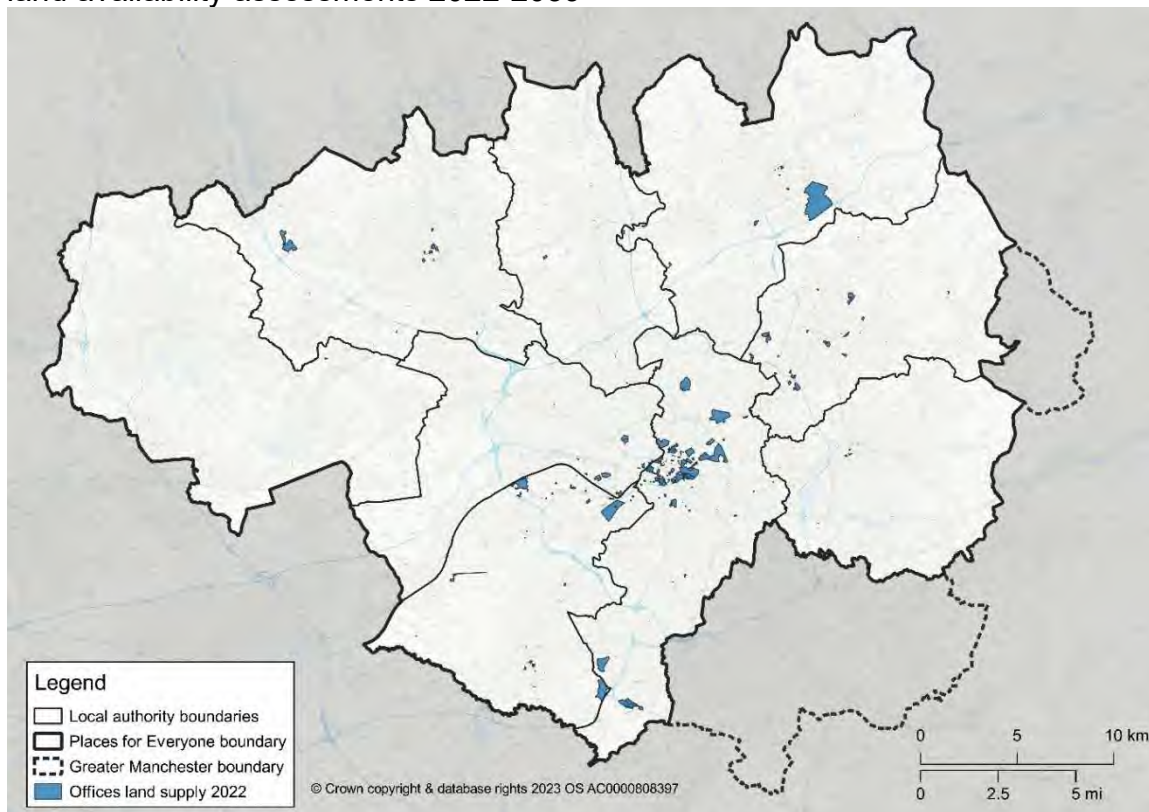 land availability assessments 2022-2039
Legend
Local authority boundaries
Places for Everyone boundary
Greater Manchester boundary
Offices land supply 2022
© Crown copyright & database rights 2023 OS AC0000808397
0 5 10 km
0 2.5 5 mi